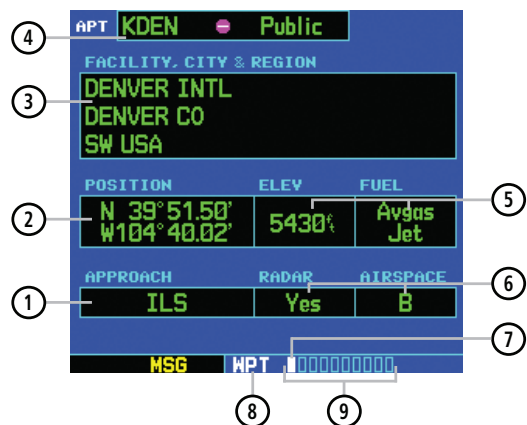 APT KDEN Public
4
FACILITY, CITY & REGION
3
DENVER INTL
DENVER CO
SW USA
POSITION ELEV FUEL
5
2
N 39°51.50' 5430ft Avgas
W104°40.02' Jet
APPROACH RADAR AIRSPACE
6
1
ILS Yes B
7
MSG WPT
8 9